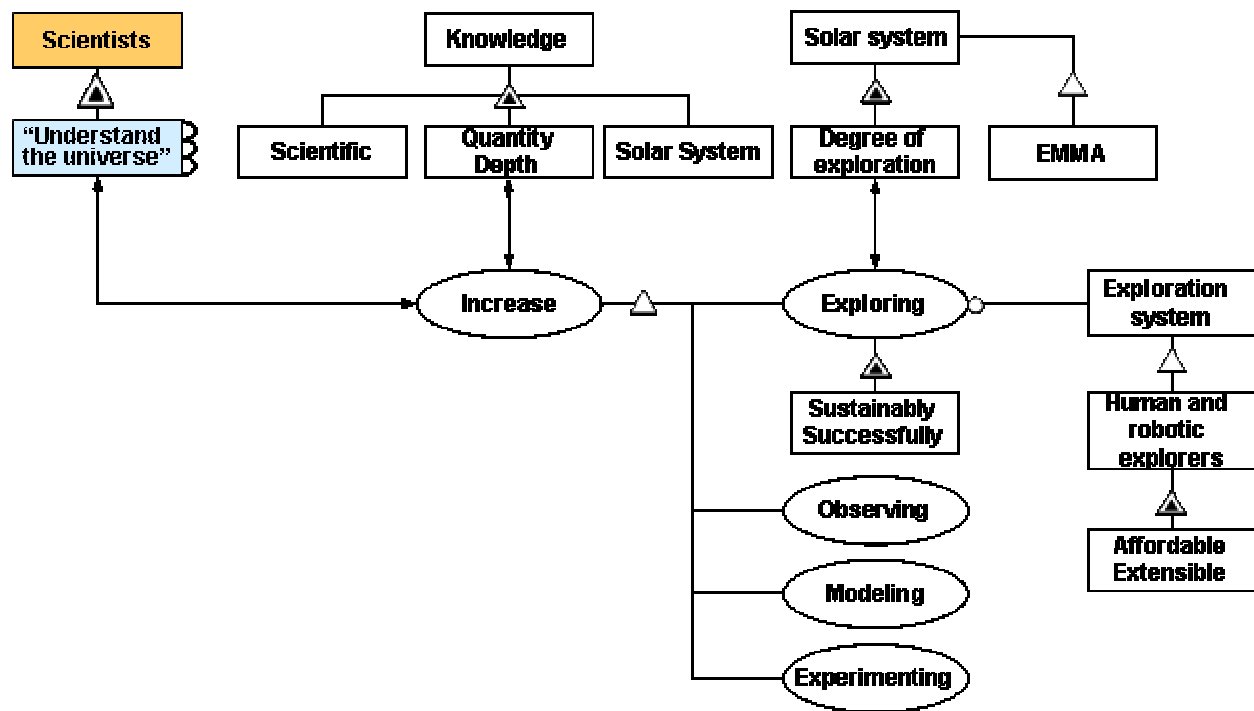 Scientists
Knowledge
Solar system
“Understand
the universe”
Scientific
Quantity
Depth
Solar System
Degree of
exploration
EMMA
Increase
Exploring
Exploration
system
Sustainably
Successfully
Human and
robotic
explorers
Observing
Affordable
Extensible
Modeling
Experimenting